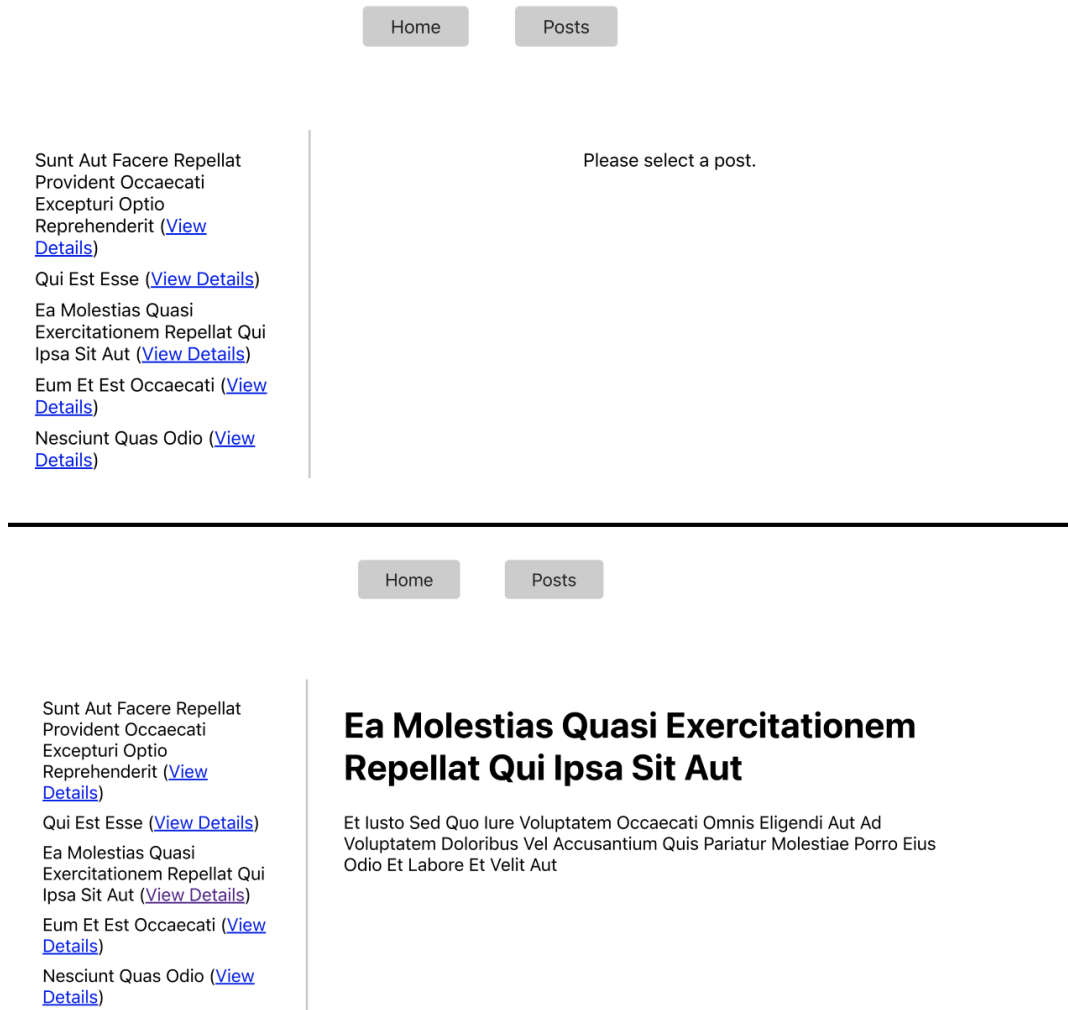 Home Posts
Sunt Aut Facere Repellat
Provident Occaecati
Excepturi Optio
Reprehenderit (View
Details)
Qui Est Esse (View Details)
Ea Molestias Quasi
Exercitationem Repellat Qui
Ipsa Sit Aut (View Details)
Eum Et Est Occaecati (View
Details)
Nesciunt Quas Odio (View
Details)
Please select a post.
Home Posts
Sunt Aut Facere Repellat
Provident Occaecati
Excepturi Optio
Reprehenderit (View
Details)
Qui Est Esse (View Details)
Ea Molestias Quasi
Exercitationem Repellat Qui
Ipsa Sit Aut (View Details)
Eum Et Est Occaecati (View
Details)
Nesciunt Quas Odio (View
Details)
Ea Molestias Quasi Exercitationem
Repellat Qui Ipsa Sit Aut
Et Iusto Sed Quo Iure Voluptatem Occaecati Omnis Eligendi Aut Ad
Voluptatem Doloribus Vel Accusantium Quis Pariatur Molestiae Porro Eius
Odio Et Labore Et Velit Aut